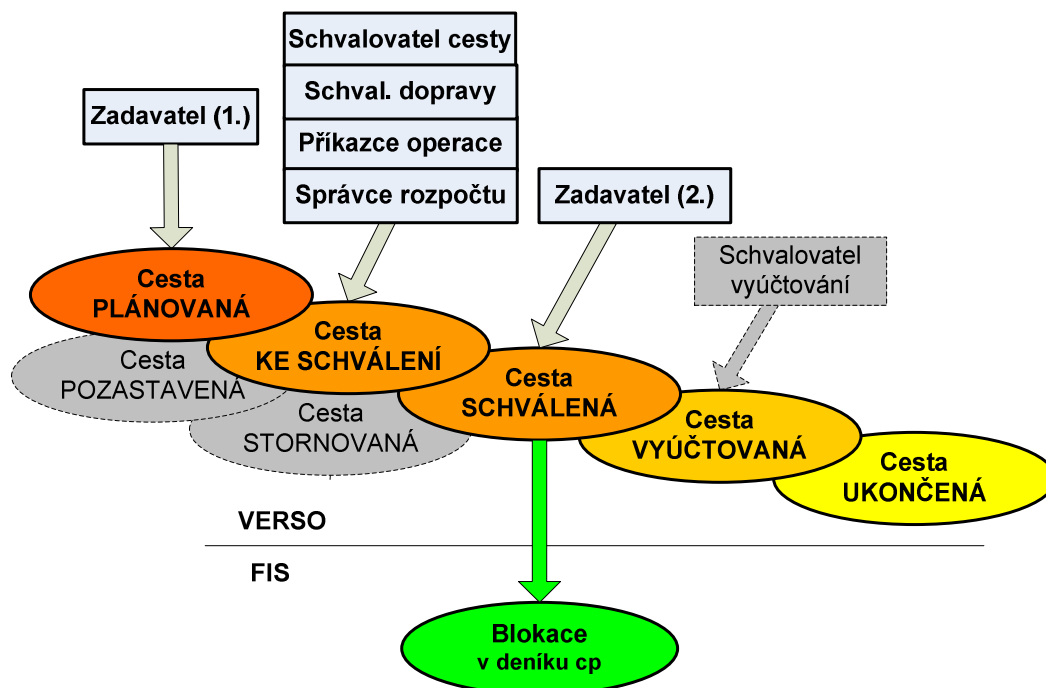 Schvalovatel cesty
Schval. dopravy
Příkazce operace
Správce rozpočtu
Zadavatel (1.)
Zadavatel (2.)
Schvalovatel
vyúčtování
Cesta
PLÁNOVANÁ
Cesta
KE SCHVÁLENÍ
Cesta
POZASTAVENÁ
Cesta
SCHVÁLENÁ
Cesta
STORNOVANÁ
Cesta
VYÚČTOVANÁ
Cesta
UKONČENÁ
VERSO
FIS
Blokace
v deníku cp